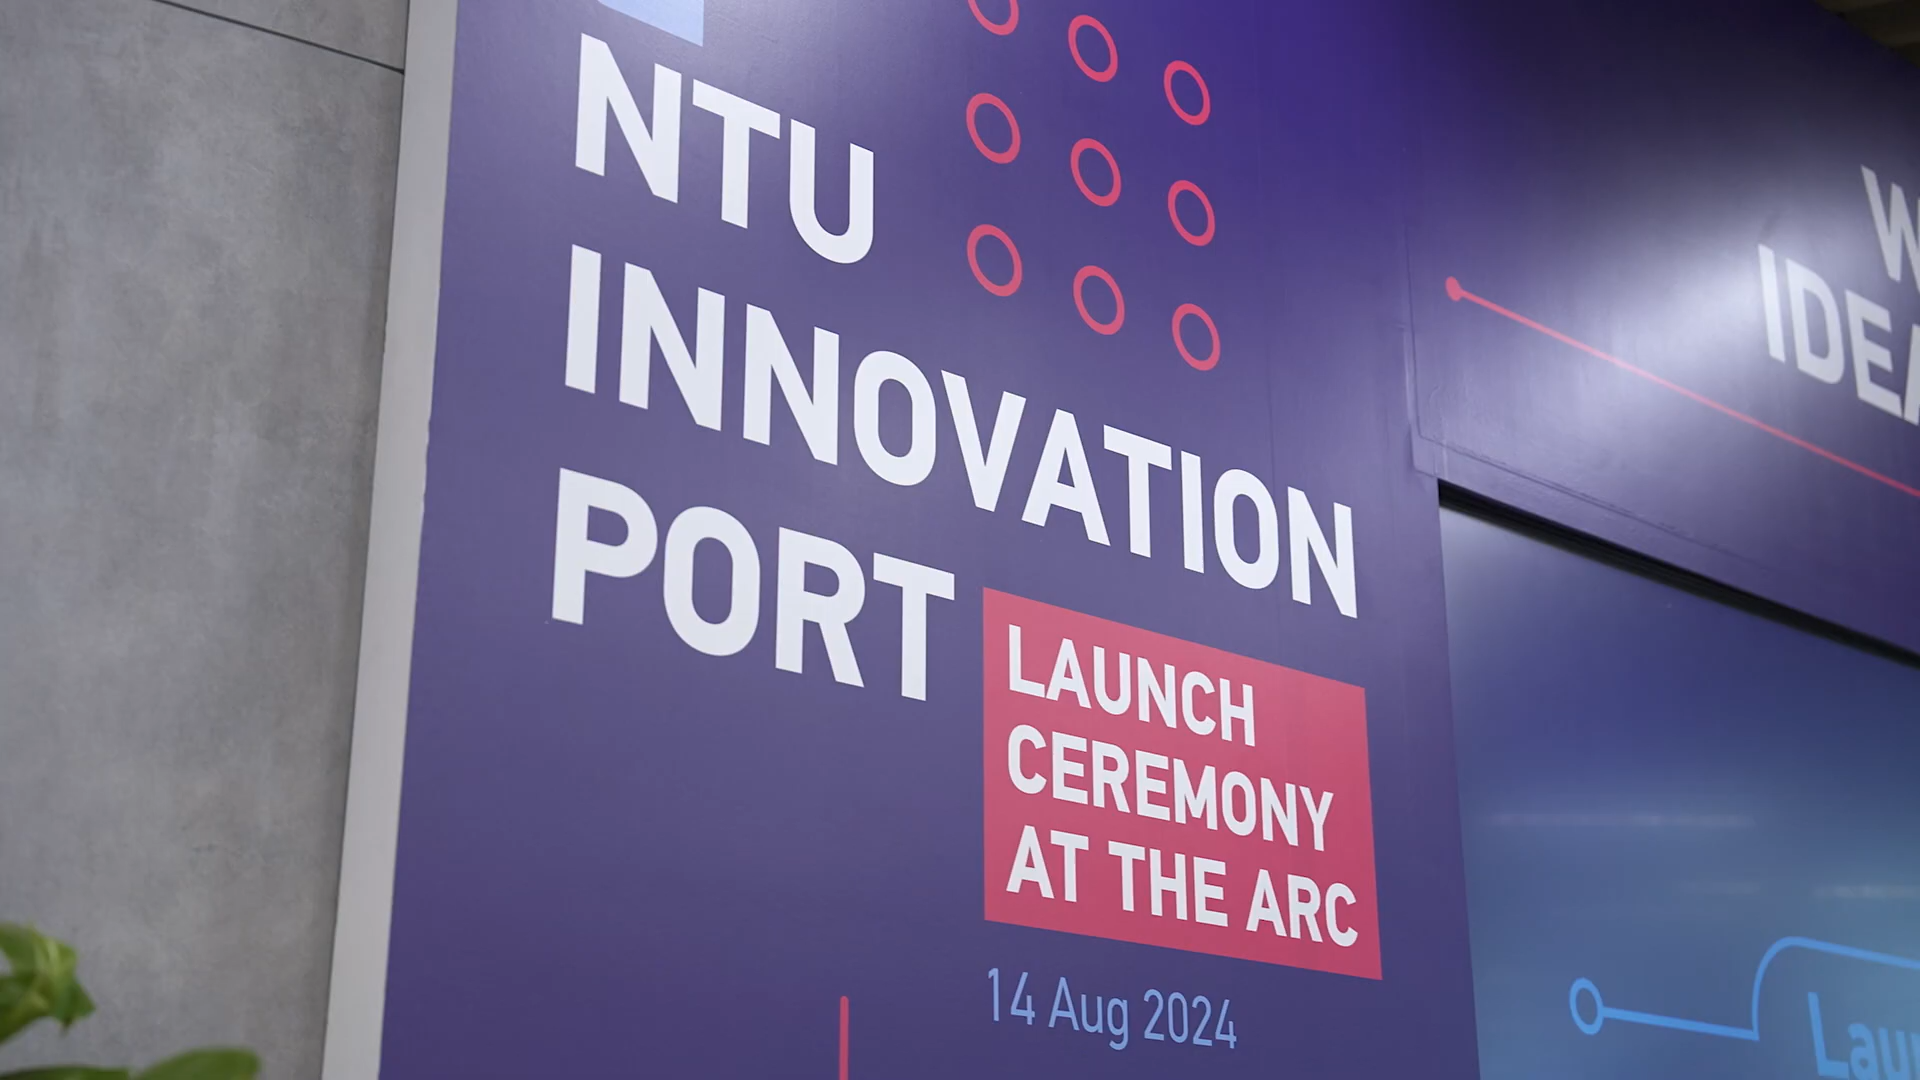 NTU
INNOVATION
PORT
LAUNCH
CEREMONY
AT THE ARC
14 Aug 2024